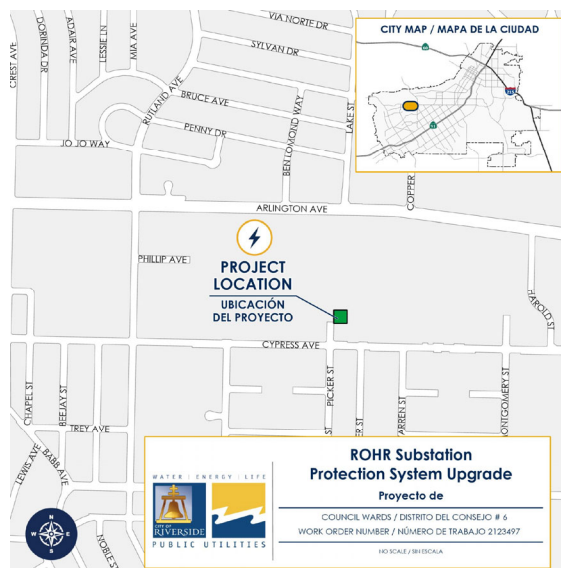 VIA NORTE DR
SYLVAN DR
BRUCE AVE
PENNY DR
CREST AVE
DORINDA DR
ADAIR AVE
LESSIE LN
MIA AVE
RUTLAND AVE
BEN LOMOND WAY
LAKE ST
CITY MAP / MAPA DE LA CIUDAD
JO JO WAY
COPPER
ARLINGTON AVE
PHILLIP AVE
PROJECT
LOCATION
UBICACIÓN
DEL PROYECTO
HAROLD ST
CYPRESS AVE
CHAPEL ST
BEEJAY ST
TREY AVE
LEWIS AVE
BABB AVE
NOBLE S
PICKER ST
ST
ER ST
ARREN ST
ONTGOMERY ST
N
W
E
S
WATER | ENERGY | LIFE
CITY OF
RIVERSIDE
PUBLIC UTILITIES
ROHR Substation
Protection System Upgrade
Proyecto de
COUNCIL WARDS / DISTRITO DEL CONSEJO # 6
WORK ORDER NUMBER / NÚMERO DE TRABAJO 2123497
NO SCALE / SIN ESCALA